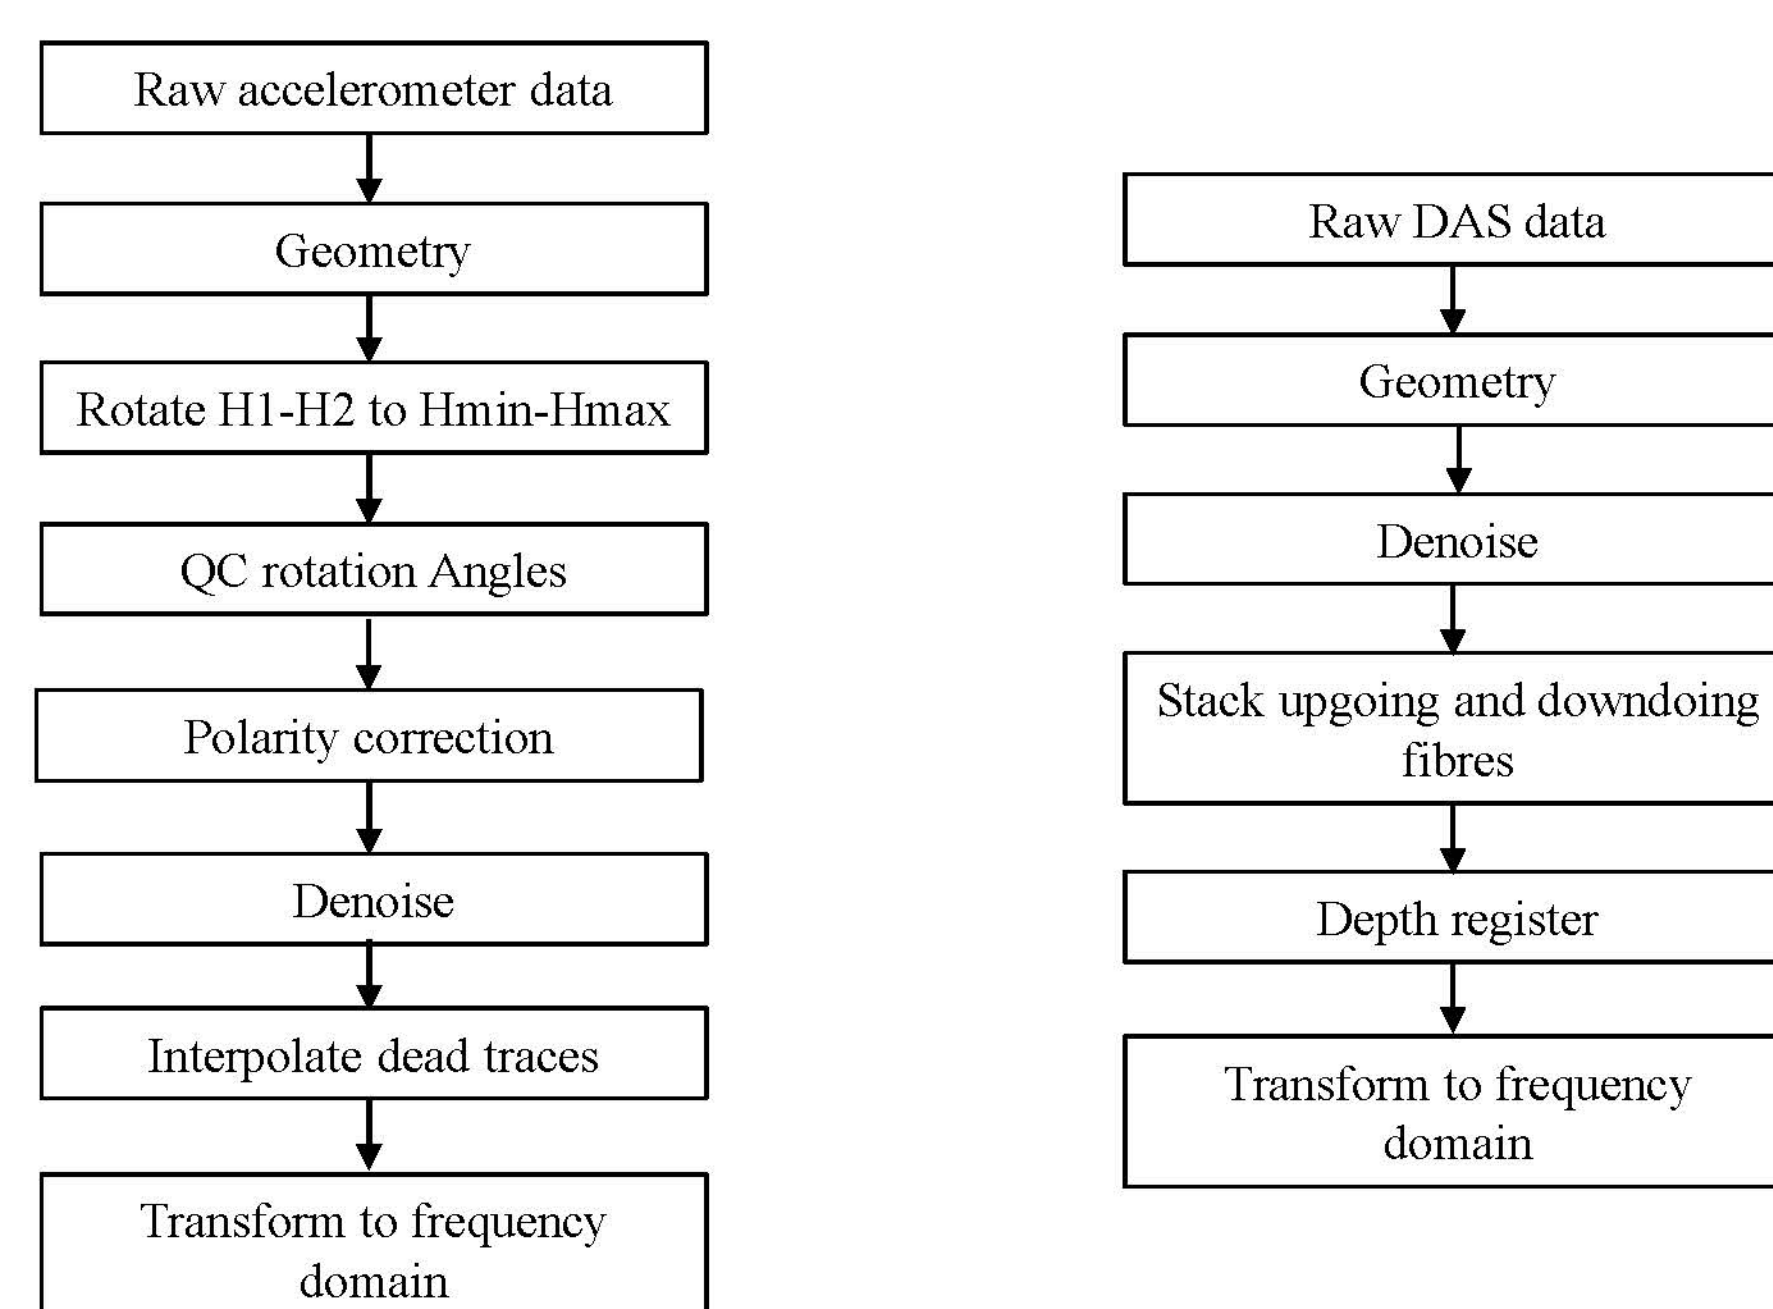 Raw accelerometer data
Geometry
Rotate H1-H2 to Hmin-Hmax
QC rotation Angles
Polarity correction
Denoise
Interpolate dead traces
Transform to frequency
domain
Raw DAS data
Geometry
Denoise
Stack upgoing and downdoing
fibres
Depth register
Transform to frequency
domain